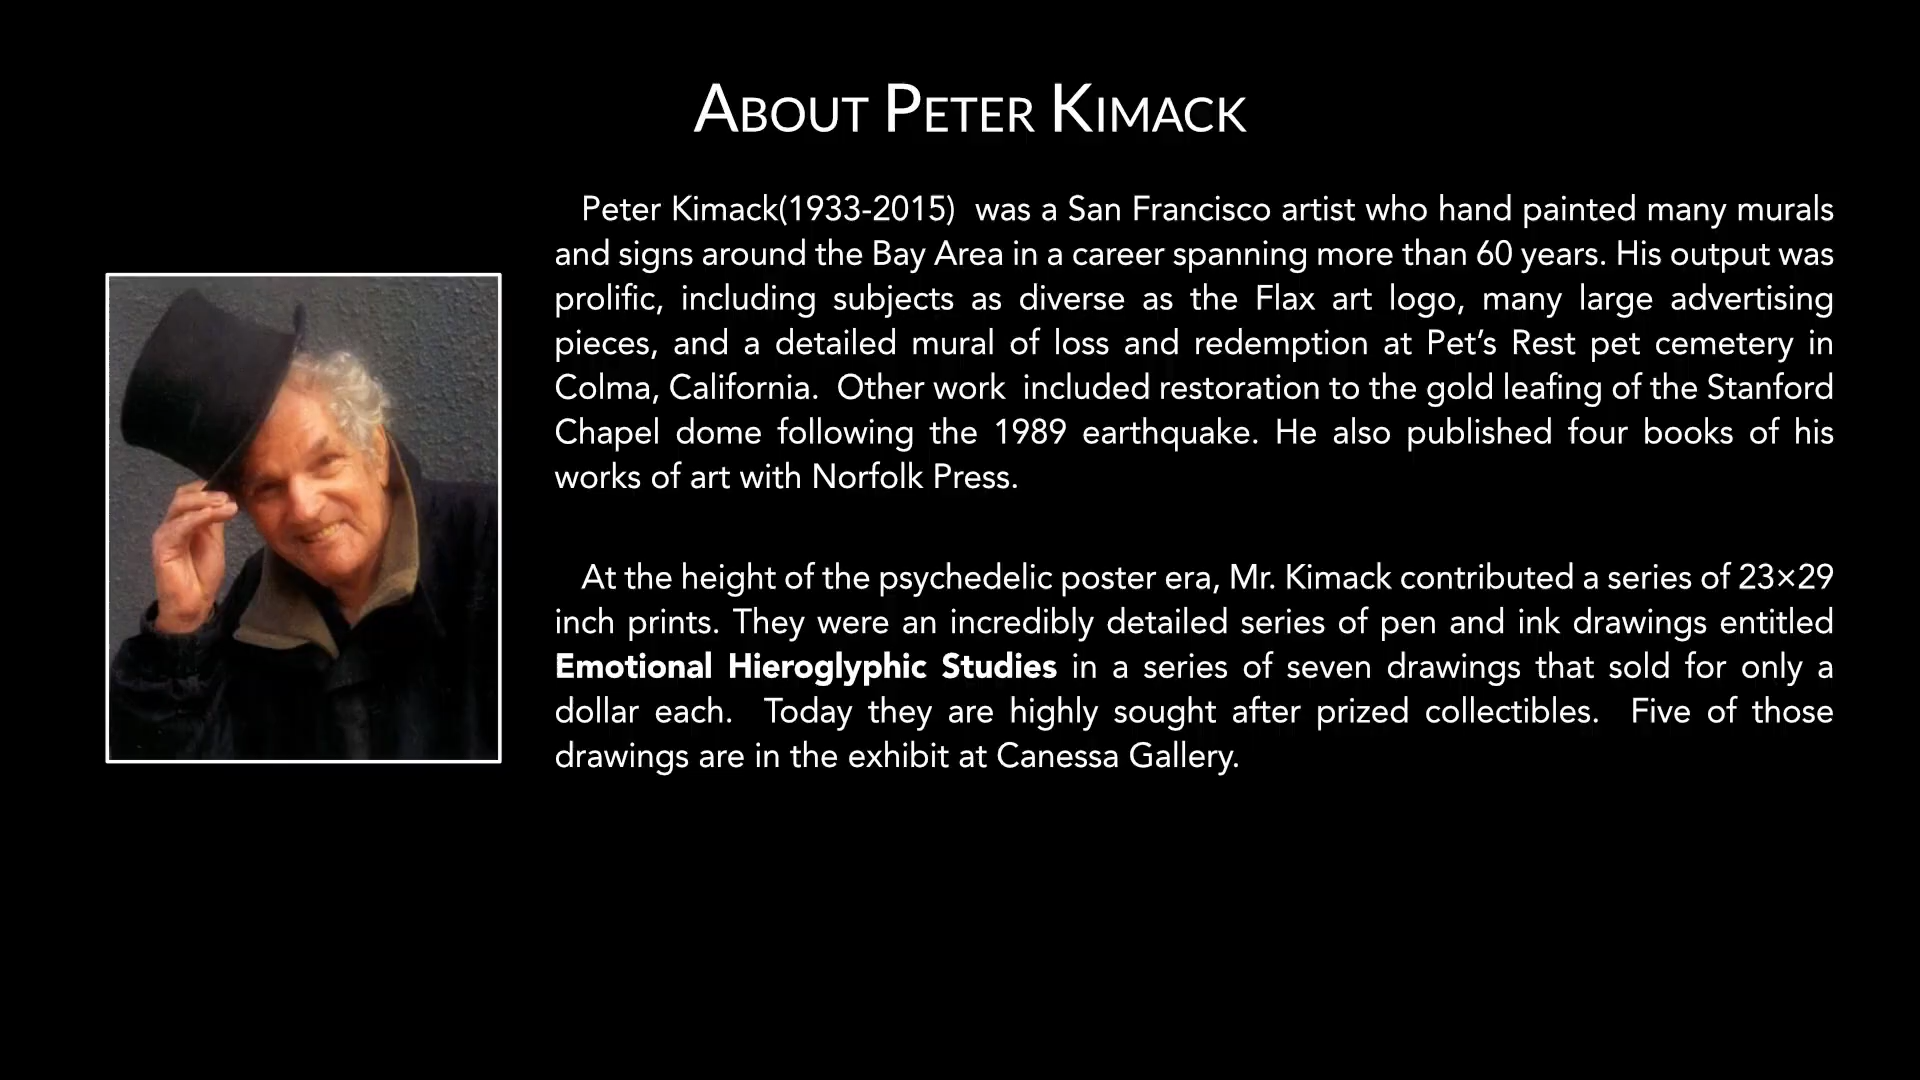 About Peter Kimack
Peter Kimack(1933-2015)  was a San Francisco artist who hand painted many murals
and signs around the Bay Area in a career spanning more than 60 years. His output was
prolific, including subjects as diverse as the Flax art logo, many large advertising
pieces, and a detailed mural of loss and redemption at Pet’s Rest pet cemetery in
Colma, California.  Other work  included restoration to the gold leafing of the Stanford
Chapel dome following the 1989 earthquake. He also published four books of his
works of art with Norfolk Press.
At the height of the psychedelic poster era, Mr. Kimack contributed a series of 23×29
inch prints. They were an incredibly detailed series of pen and ink drawings entitled
Emotional Hieroglyphic Studies in a series of seven drawings that sold for only a
dollar each.  Today they are highly sought after prized collectibles.  Five of those
drawings are in the exhibit at Canessa Gallery.